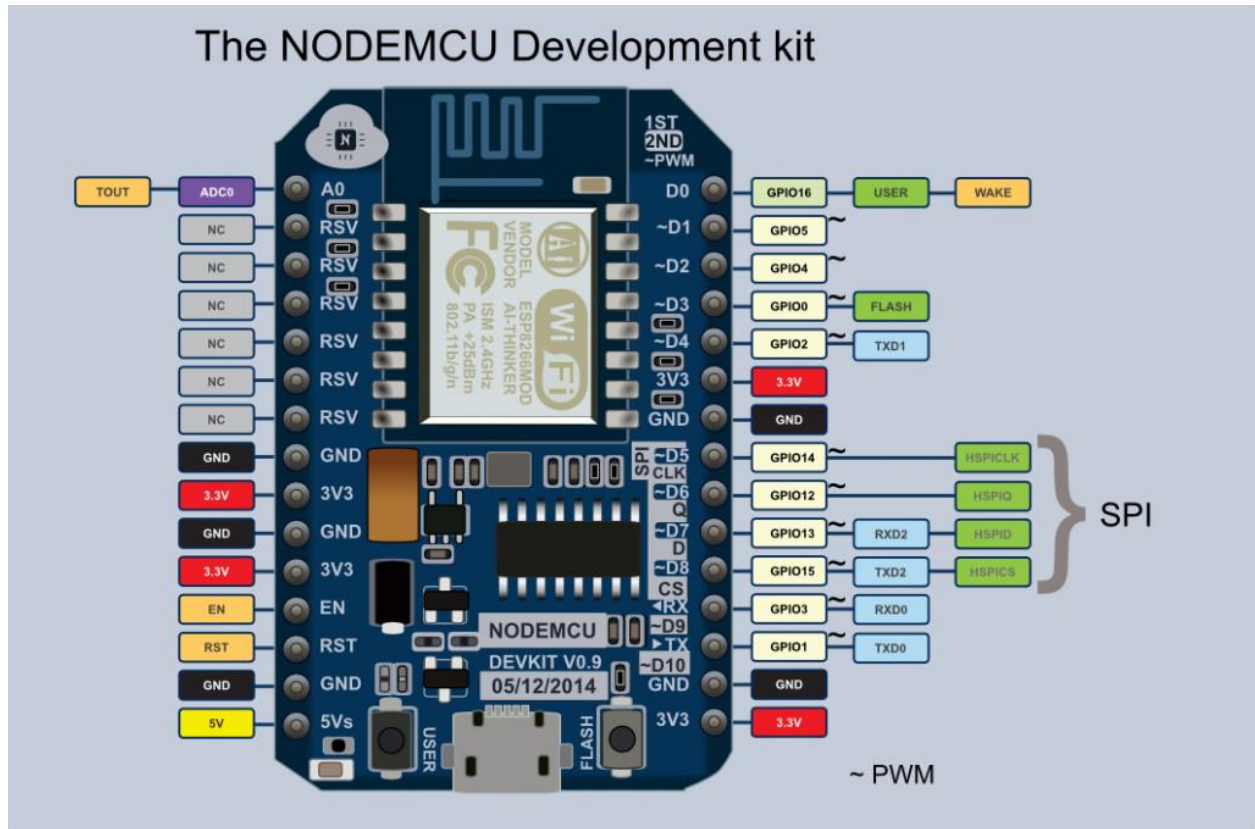 The NODEMCU Development kit
1ST
2ND
~PWM
N
TOUT ADC0 A0
NC RSV
NC RSV
NC RSV
NC RSV
NC RSV
NC RSV
GND GND
3.3V 3V3
GND GND
3.3V 3V3
EN EN
RST RST
GND GND
5V 5Vs
MODEL ESP8266MOD
VENDOR AI-THINKER
ISM 2.4GHz
PA +25dBm
802.11b/g/n
FC
Ai
WiFi
D0 GPIO16 USER WAKE
~D1 GPIO5 ~
~D2 GPIO4 ~
~D3 GPIO0 ~ FLASH
~D4 GPIO2 ~ TXD1
3V3 3.3V
GND GND
SPI
~D5 GPIO14 ~ HSPICLK
CLK
~D6 GPIO12 ~ HSPIQ
Q
~D7 GPIO13 ~ RXD2 HSPID
D
~D8 GPIO15 ~ TXD2 HSPICS
CS
◄RX GPIO3 ~ RXD0
~D9
►TX GPIO1 ~ TXD0
~D10
GND GND
3V3 3.3V
SPI
NODEMCU
DEVKIT V0.9
05/12/2014
USER
FLASH
~ PWM